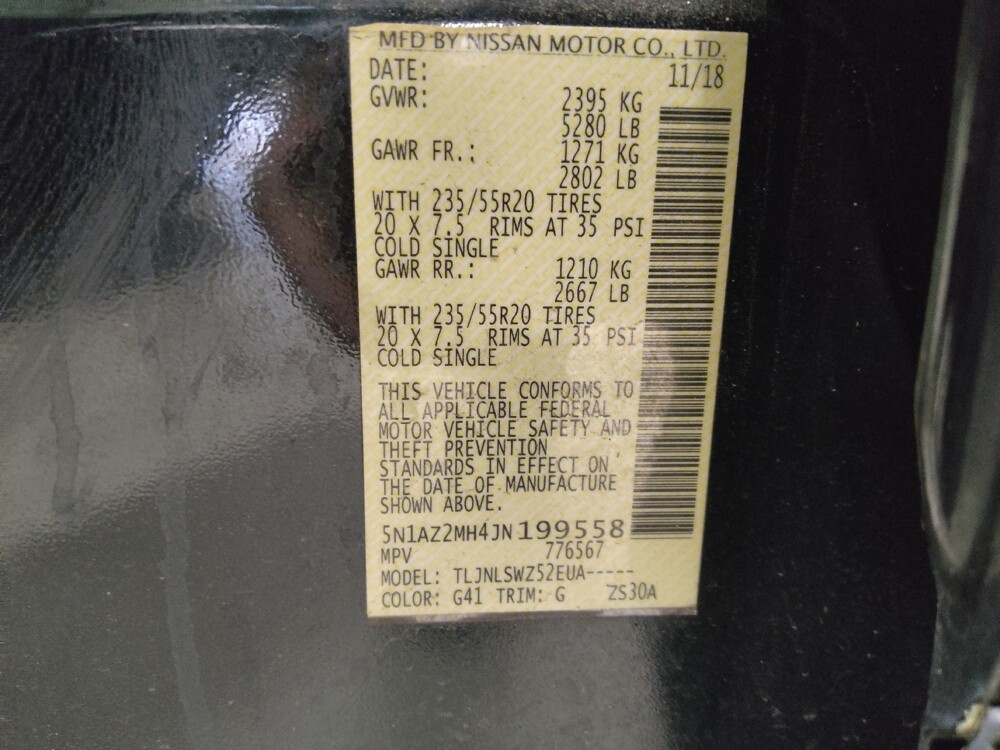 MFD BY NISSAN MOTOR CO., LTD.
DATE: 11/18
GVWR: 2395 KG
5280 LB
GAWR FR.: 1271 KG
2802 LB
WITH 235/55R20 TIRES
20 X 7.5 RIMS AT 35 PSI
COLD SINGLE
GAWR RR.: 1210 KG
2667 LB
WITH 235/55R20 TIRES
20 X 7.5 RIMS AT 35 PSI
COLD SINGLE
THIS VEHICLE CONFORMS TO
ALL APPLICABLE FEDERAL
MOTOR VEHICLE SAFETY AND
THEFT PREVENTION
STANDARDS IN EFFECT ON
THE DATE OF MANUFACTURE
SHOWN ABOVE.
5N1AZ2MH4JN199558
MPV 776567
MODEL: TLJNLSWZ52EUA-----
COLOR: G41 TRIM: G ZS30A